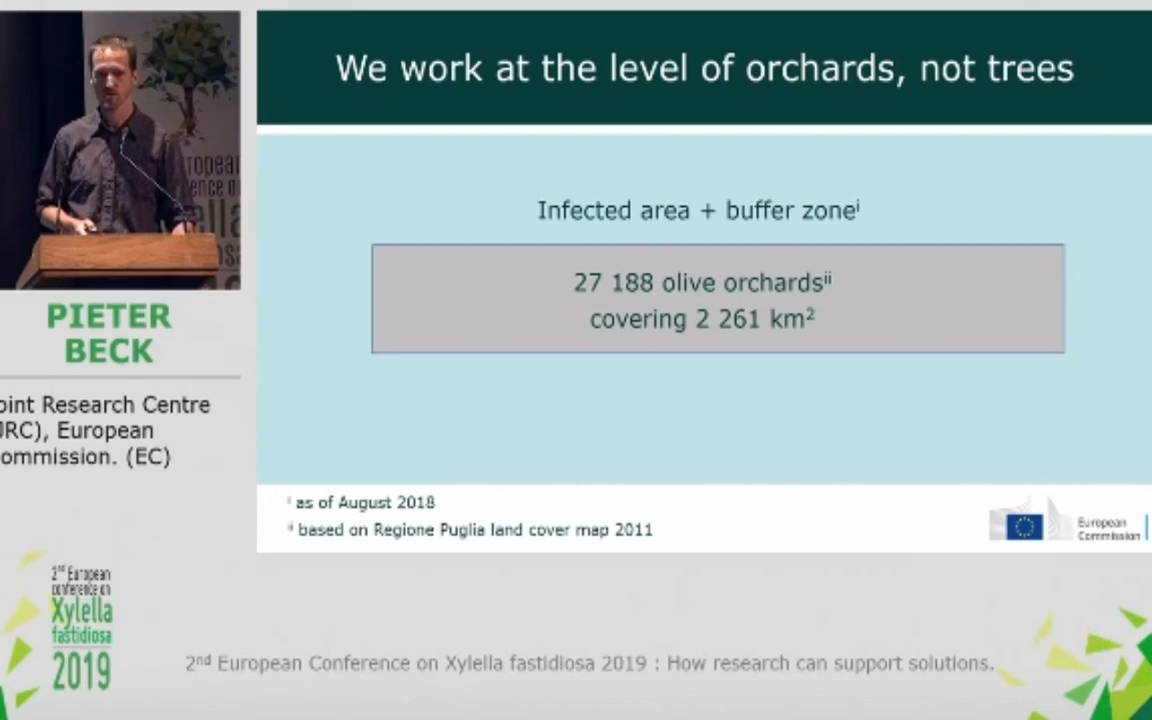 We work at the level of orchards, not trees
Infected area + buffer zoneⁱ
27 188 olive orchardsⁱⁱ
covering 2 261 km²
ⁱ as of August 2018
ⁱⁱ based on Regione Puglia land cover map 2011
European
Commission
PIETER
BECK
oint Research Centre
JRC), European
ommission. (EC)
2nd European
conference on
Xylella
fastidiosa
2019
2nd European Conference on Xylella fastidiosa 2019 : How research can support solutions.